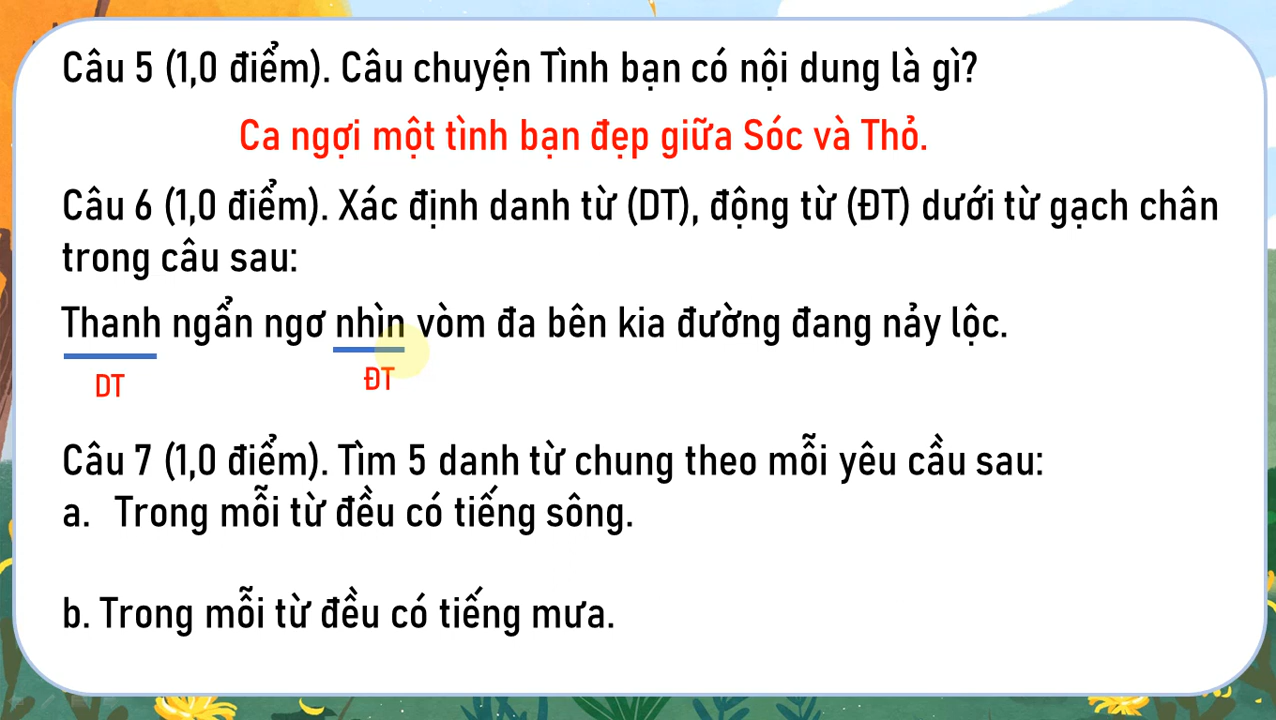 Câu 5 (1,0 điểm). Câu chuyện Tình bạn có nội dung là gì?
Ca ngợi một tình bạn đẹp giữa Sóc và Thỏ.
Câu 6 (1,0 điểm). Xác định danh từ (DT), động từ (ĐT) dưới từ gạch chân
trong câu sau:
Thanh ngẩn ngơ nhìn vòm đa bên kia đường đang nảy lộc.
DT ĐT
Câu 7 (1,0 điểm). Tìm 5 danh từ chung theo mỗi yêu cầu sau:
a. Trong mỗi từ đều có tiếng sông.
b. Trong mỗi từ đều có tiếng mưa.